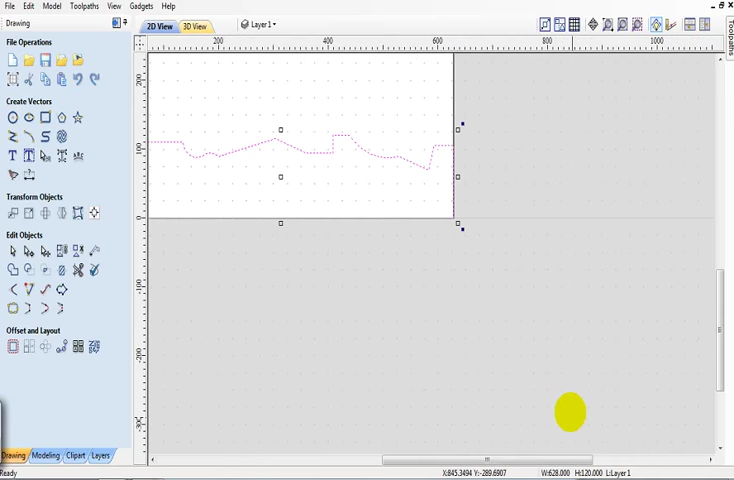 File Edit Model Toolpaths View Gadgets Help
Drawing
2D View 3D View Layer1
200 400 600 800 1000
File Operations
200
Create Vectors
100
Transform Objects
0
Edit Objects
-100
Offset and Layout
-200
-300
Toolpaths
Drawing Modeling Clipart Layers
Ready X:845.3494 Y:-289.6907 W:628.000 H:120.000 L:Layer 1